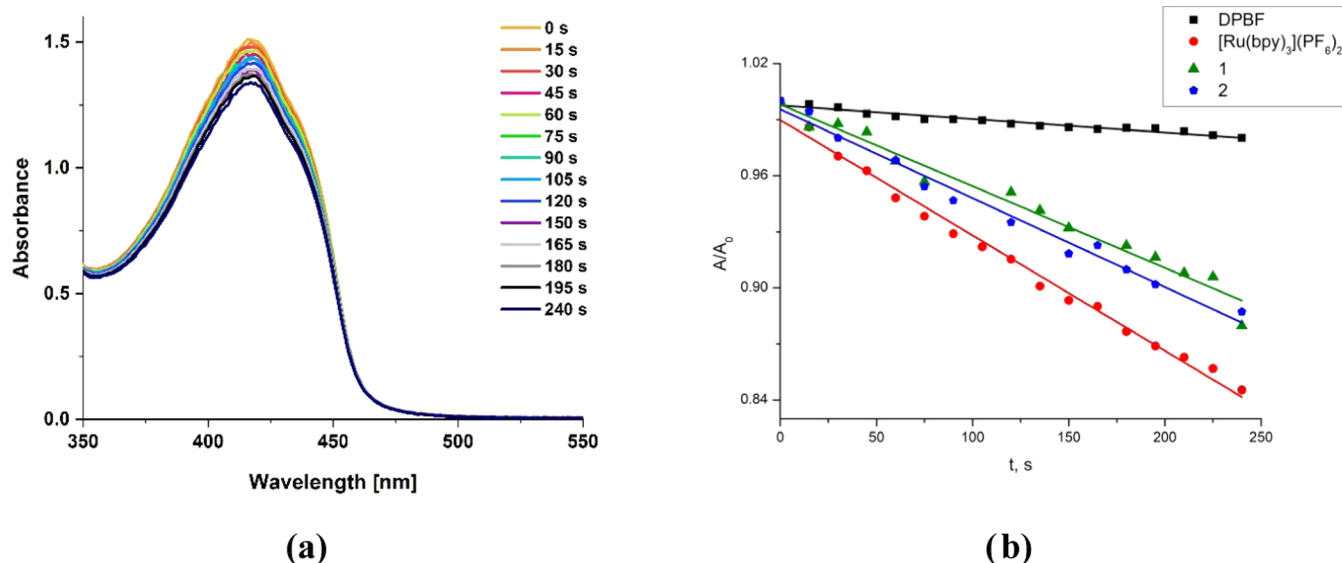 1.5
1.0
0.5
0.0
350
400
450
500
550
Absorbance
Wavelength [nm]
0 s
15 s
30 s
45 s
60 s
75 s
90 s
105 s
120 s
150 s
165 s
180 s
195 s
240 s
(a)
DPBF
[Ru(bpy)₃](PF₆)₂
1
2
1.02
0.96
0.90
0.84
A/A₀
0
50
100
150
200
250
t, s
(b)